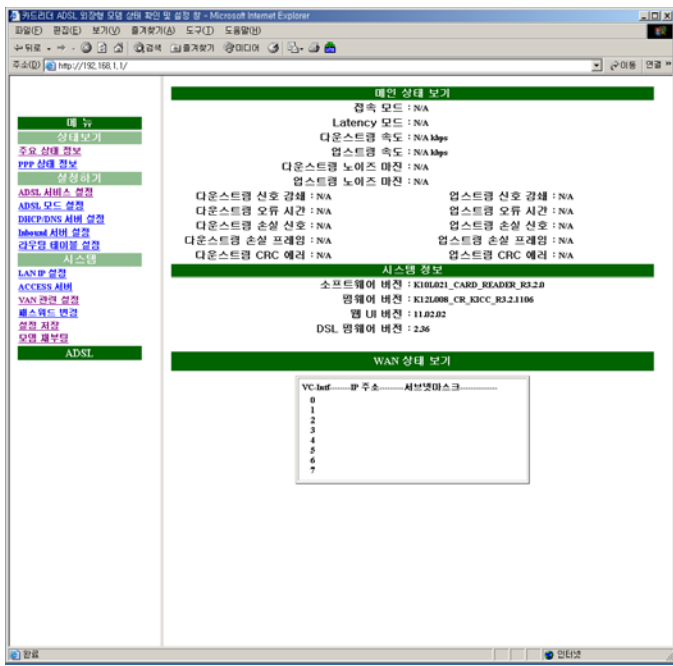 카드리더 ADSL 외장형 모뎀 상태 확인 및 설정 창 - Microsoft Internet Explorer
파일(F) 편집(E) 보기(V) 즐겨찾기(A) 도구(T) 도움말(H)
뒤로 검색 즐겨찾기 미디어
주소(D) http://192.168.1.1/ 이동 연결 »
메 뉴
상태보기
주요 상태 정보
PPP 상태 정보
설정하기
ADSL 서비스 설정
ADSL 모드 설정
DHCP/DNS 서버 설정
Inbound 서버 설정
라우팅 테이블 설정
시스템
LAN IP 설정
ACCESS 서버
VAN 관련 설정
패스워드 변경
설정 저장
모뎀 재부팅
ADSL
메인 상태 보기
접속 모드 : N/A
Latency 모드 : N/A
다운스트림 속도 : N/A kbps
업스트림 속도 : N/A kbps
다운스트림 노이즈 마진 : N/A
업스트림 노이즈 마진 : N/A
다운스트림 신호 감쇄 : N/A 업스트림 신호 감쇄 : N/A
다운스트림 오류 시간 : N/A 업스트림 오류 시간 : N/A
다운스트림 손실 신호 : N/A 업스트림 손실 신호 : N/A
다운스트림 손실 프레임 : N/A 업스트림 손실 프레임 : N/A
다운스트림 CRC 에러 : N/A 업스트림 CRC 에러 : N/A
시스템 정보
소프트웨어 버전 : K10L021_CARD_READER_R3.2.0
펌웨어 버전 : K12L008_CR_KICC_R3.2.1106
웹 UI 버전 : 11.02.02
DSL 펌웨어 버전 : 2.36
WAN 상태 보기
VC-Intf-------IP 주소---------서브넷마스크-------------
0
1
2
3
4
5
6
7
완료 인터넷